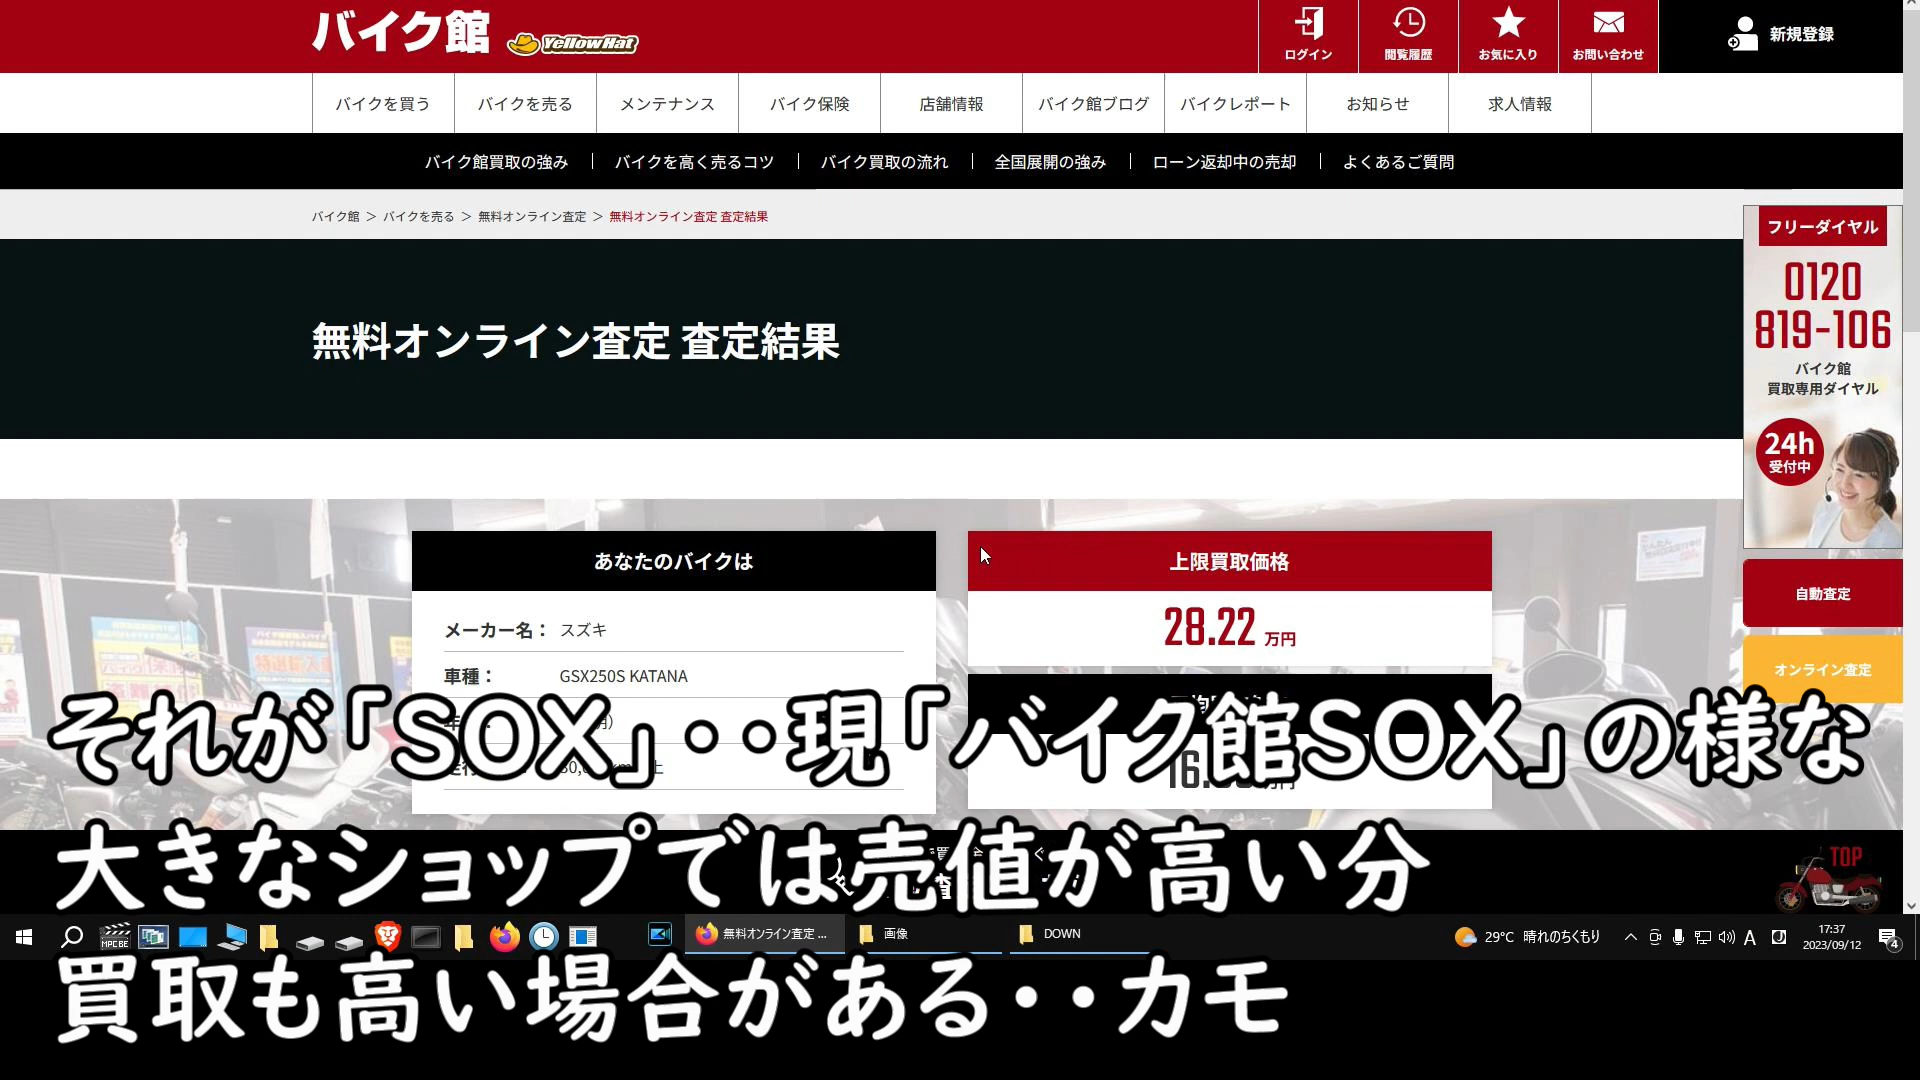 バイク館
YellowHat
ログイン
閲覧履歴
お気に入り
お問い合わせ
新規登録
バイクを買う
バイクを売る
メンテナンス
バイク保険
店舗情報
バイク館ブログ
バイクレポート
お知らせ
求人情報
バイク館買取の強み
バイクを高く売るコツ
バイク買取の流れ
全国展開の強み
ローン返却中の売却
よくあるご質問
バイク館 > バイクを売る > 無料オンライン査定 > 無料オンライン査定 査定結果
フリーダイヤル
0120
819-106
バイク館
買取専用ダイヤル
24h
受付中
無料オンライン査定 査定結果
あなたのバイクは
メーカー名： スズキ
車種： GSX250S KATANA
上限買取価格
28.22 万円
自動査定
オンライン査定
それが「SOX」・・現「バイク館SOX」の様な
大きなショップでは売値が高い分
買取も高い場合がある・・カモ
TOP
MPC-BE
無料オンライン査定 ...
画像
DOWN
29°C 晴れのちくもり
A
17:37
2023/09/12
4